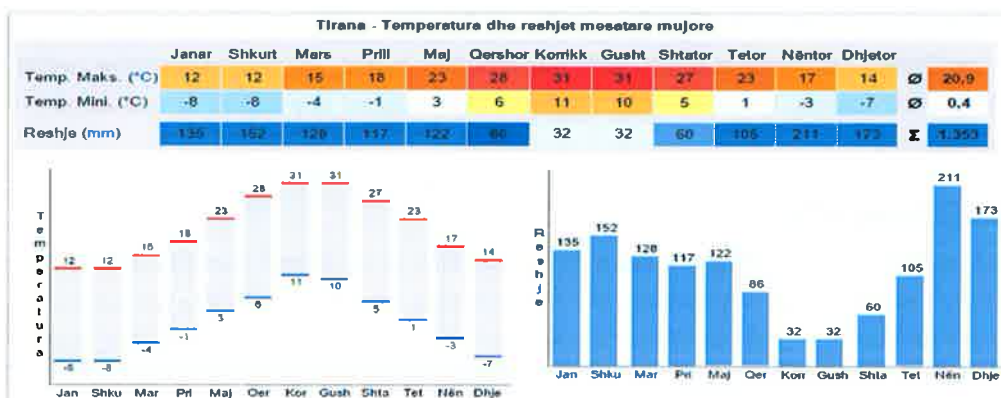 Tirana - Temperatura dhe reshjet mesatare mujore
Janar Shkurt Mars Prill Maj Qershor Korrikk Gusht Shtator Tetor Nëntor Dhjetor
Temp. Maks. (°C) 12 12 15 18 23 28 31 31 27 23 17 14 Ø 20,9
Temp. Mini. (°C) -8 -8 -4 -1 3 6 11 10 5 1 -3 -7 Ø 0,4
Reshje (mm) 135 152 128 117 122 86 32 32 60 105 211 173 Σ 1.353
Temperatura
12 12 15 18 23 28 31 31 27 23 17 14
-8 -8 -4 -1 3 6 11 10 5 1 -3 -7
Jan Shku Mar Pri Maj Qer Kor Gush Shta Tet Nën Dhje
Reshje
135 152 128 117 122 86 32 32 60 105 211 173
Jan Shku Mar Pri Maj Qer Korr Gush Shta Tet Nën Dhje